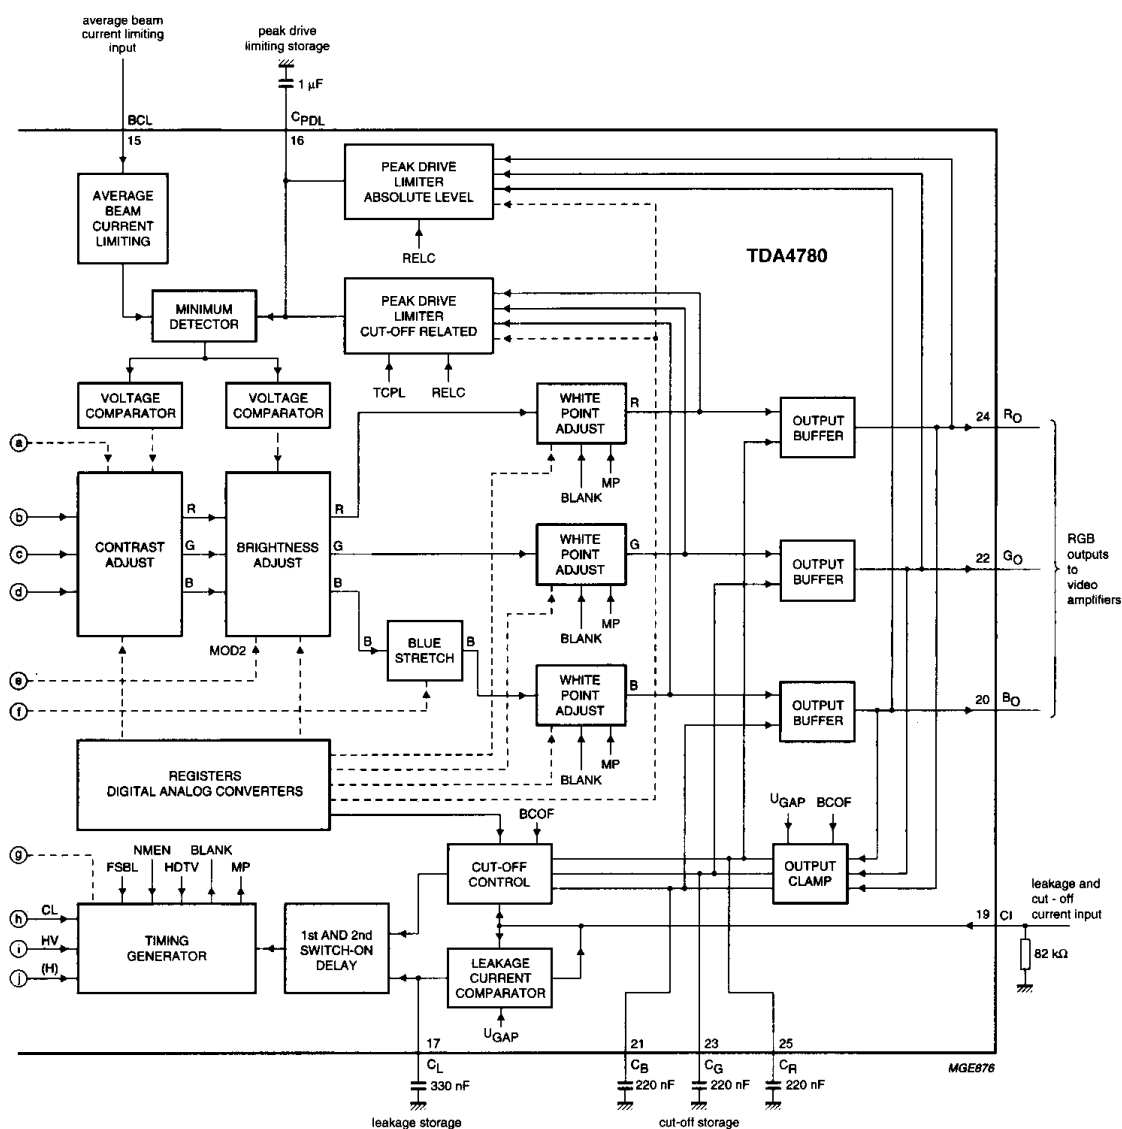 average beam
current limiting
input
peak drive
limiting storage
1 µF
BCL
15
CPDL
16
AVERAGE
BEAM
CURRENT
LIMITING
PEAK DRIVE
LIMITER
ABSOLUTE LEVEL
RELC
TDA4780
MINIMUM
DETECTOR
PEAK DRIVE
LIMITER
CUT-OFF RELATED
TCPL
RELC
VOLTAGE
COMPARATOR
VOLTAGE
COMPARATOR
WHITE
POINT
ADJUST
R
BLANK
MP
OUTPUT
BUFFER
24
RO
a
b
c
d
CONTRAST
ADJUST
R
G
B
BRIGHTNESS
ADJUST
R
G
B
WHITE
POINT
ADJUST
G
BLANK
MP
OUTPUT
BUFFER
22
GO
RGB
outputs
to
video
amplifiers
MOD2
e
f
B
BLUE
STRETCH
B
WHITE
POINT
ADJUST
B
BLANK
MP
OUTPUT
BUFFER
20
BO
REGISTERS
DIGITAL ANALOG CONVERTERS
BCOF
UGAP
BCOF
g
FSBL
NMEN
HDTV
BLANK
MP
CUT-OFF
CONTROL
OUTPUT
CLAMP
leakage and
cut - off
current input
19
CI
82 kΩ
h
CL
i
HV
j
(H)
TIMING
GENERATOR
1st AND 2nd
SWITCH-ON
DELAY
LEAKAGE
CURRENT
COMPARATOR
UGAP
17
CL
330 nF
leakage storage
21
CB
220 nF
23
CG
220 nF
25
CR
220 nF
cut-off storage
MGE876